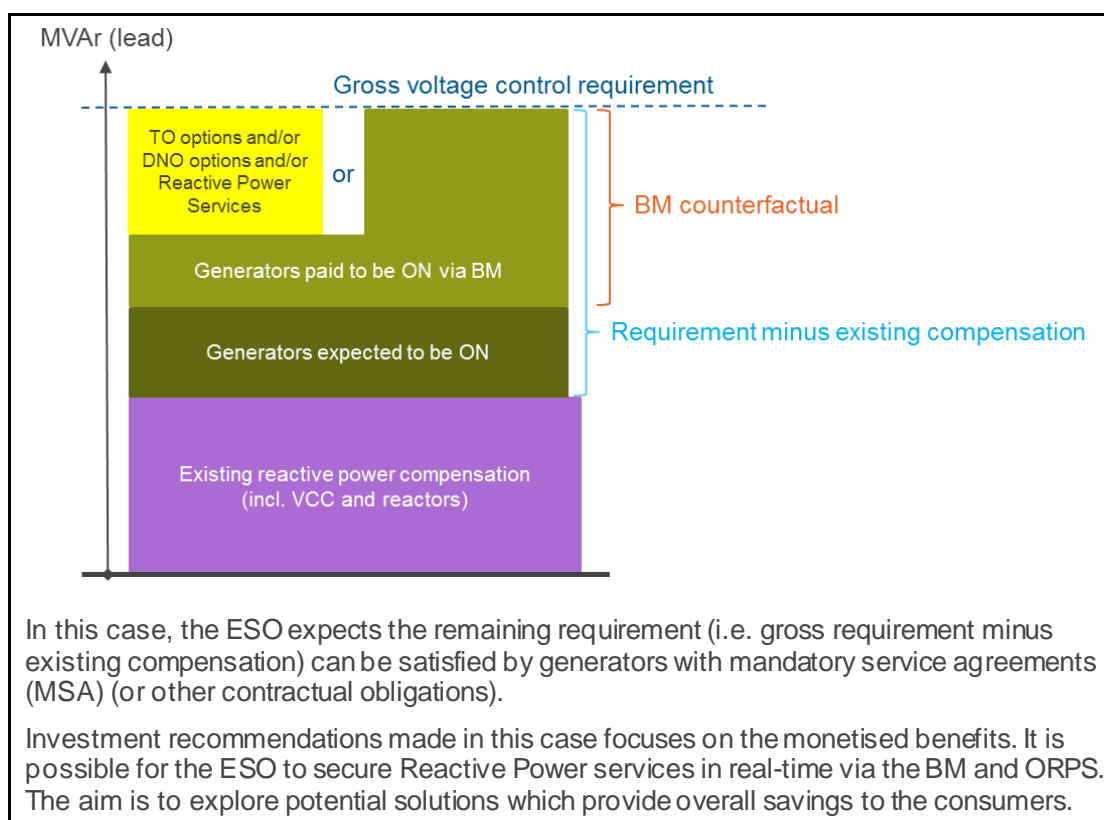 MVAr (lead)
Gross voltage control requirement
TO options and/or
DNO options and/or
Reactive Power
Services
or
BM counterfactual
Generators paid to be ON via BM
Requirement minus existing compensation
Generators expected to be ON
Existing reactive power compensation
(incl. VCC and reactors)
In this case, the ESO expects the remaining requirement (i.e. gross requirement minus
existing compensation) can be satisfied by generators with mandatory service agreements
(MSA) (or other contractual obligations).
Investment recommendations made in this case focuses on the monetised benefits. It is
possible for the ESO to secure Reactive Power services in real-time via the BM and ORPS.
The aim is to explore potential solutions which provide overall savings to the consumers.